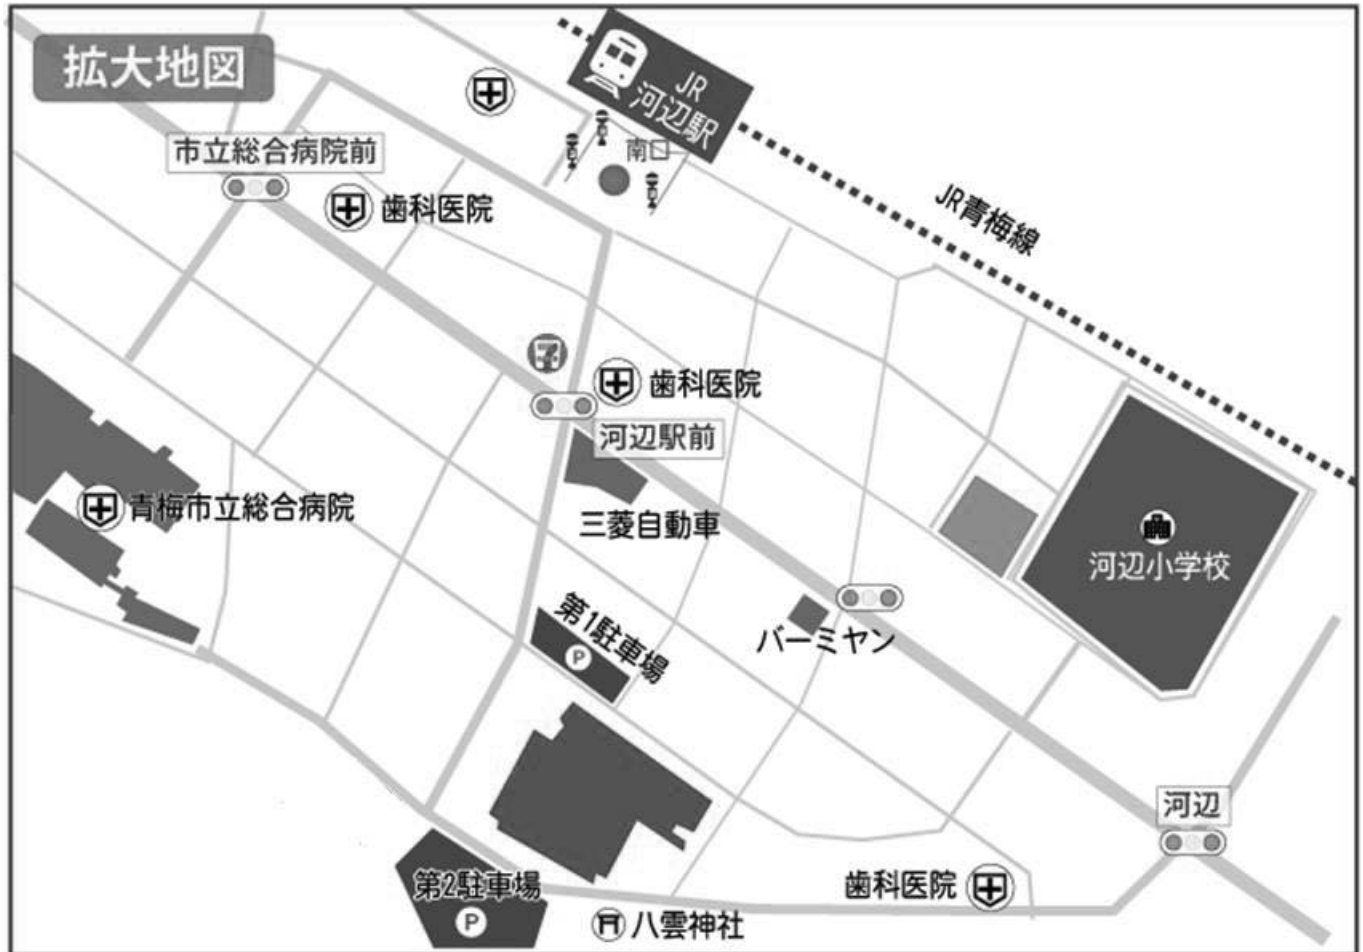 拡大地図
JR
河辺駅
南口
市立総合病院前
歯科医院
JR青梅線
歯科医院
河辺駅前
青梅市立総合病院
三菱自動車
河辺小学校
第1駐車場
P
バーミヤン
河辺
第2駐車場
P
歯科医院
八雲神社